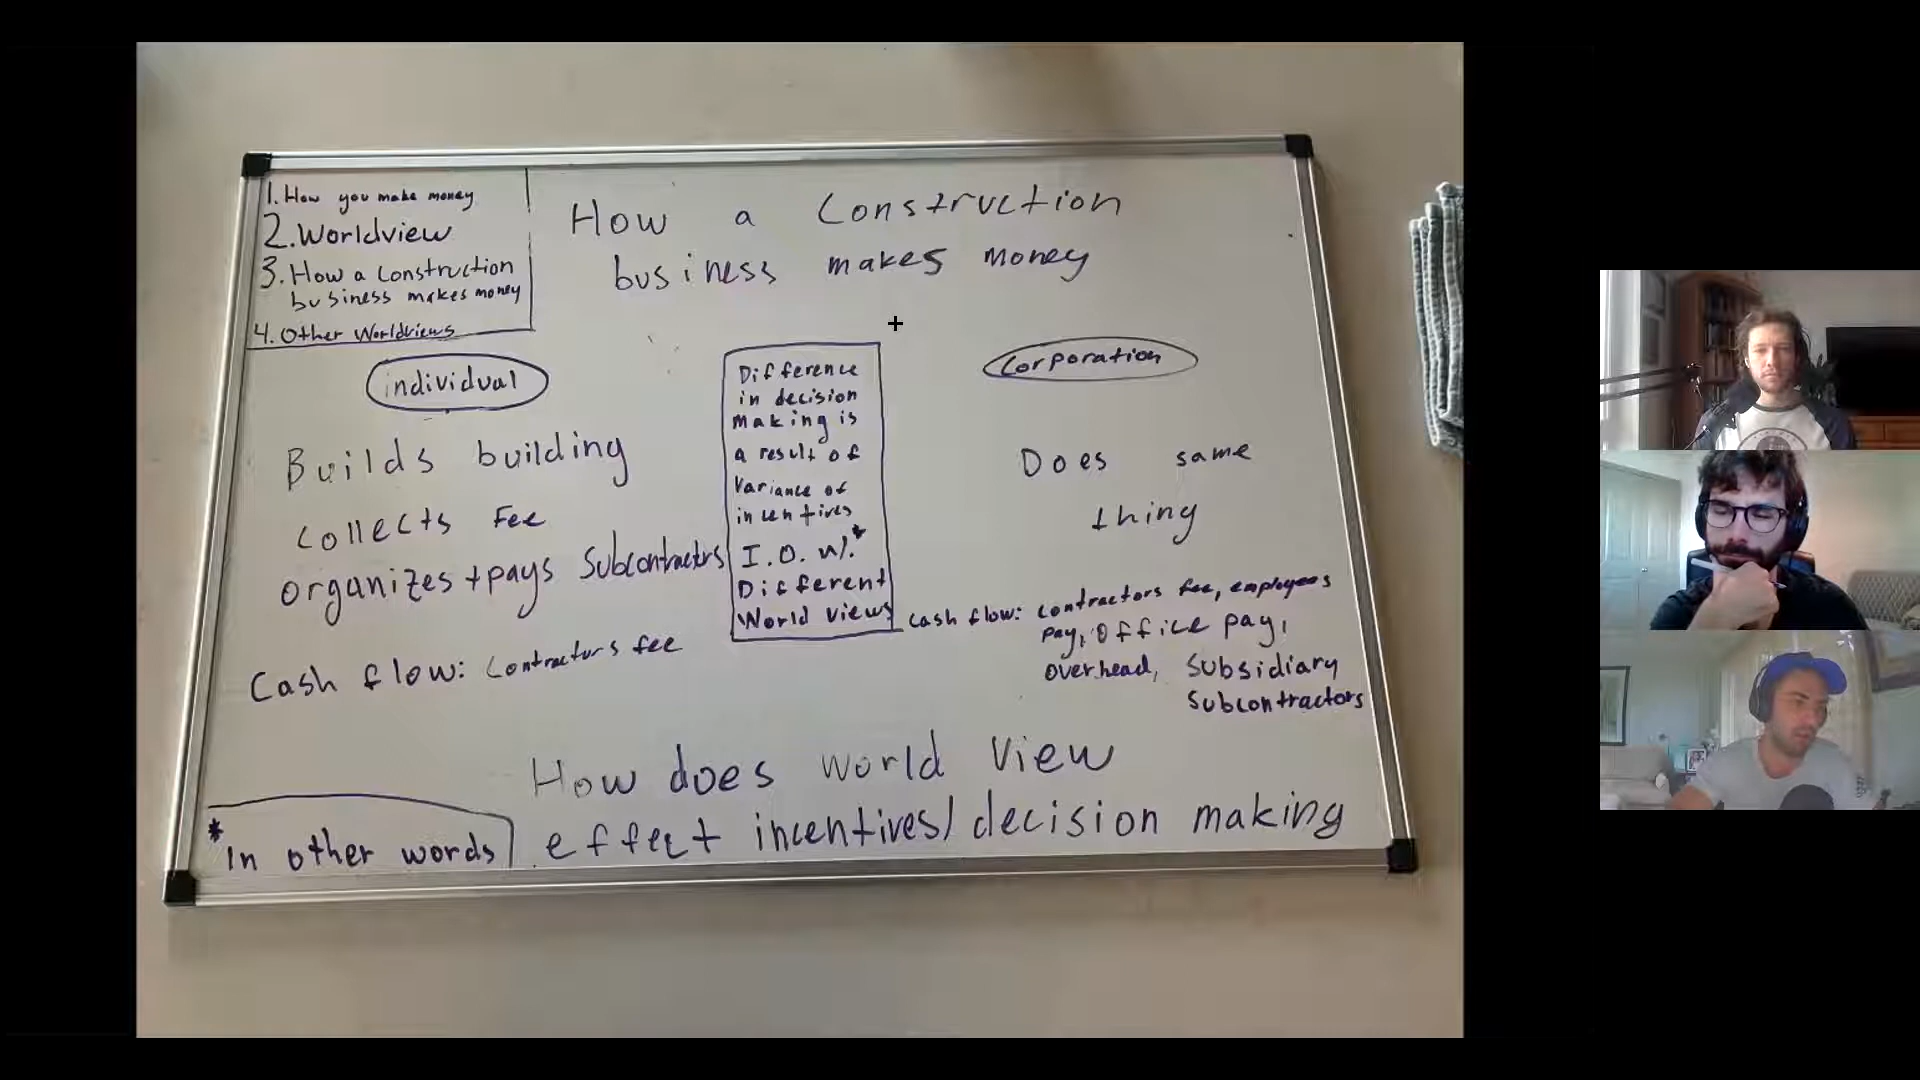 1. How you make money
2. Worldview
3. How a construction
business makes money
4. Other Worldviews
How a Construction
business makes money
individual
Builds building
collects Fee
organizes + pays Subcontractors
Cash flow: contractors fee
Difference
in decision
making is
a result of
Variance of
incentives
I.O.W.*
Different
World views
Corporation
Does same
thing
cash flow: contractors fee, employees
pay, office pay,
overhead, Subsidiary
Subcontractors
How does world view
effect incentives/decision making
*In other words